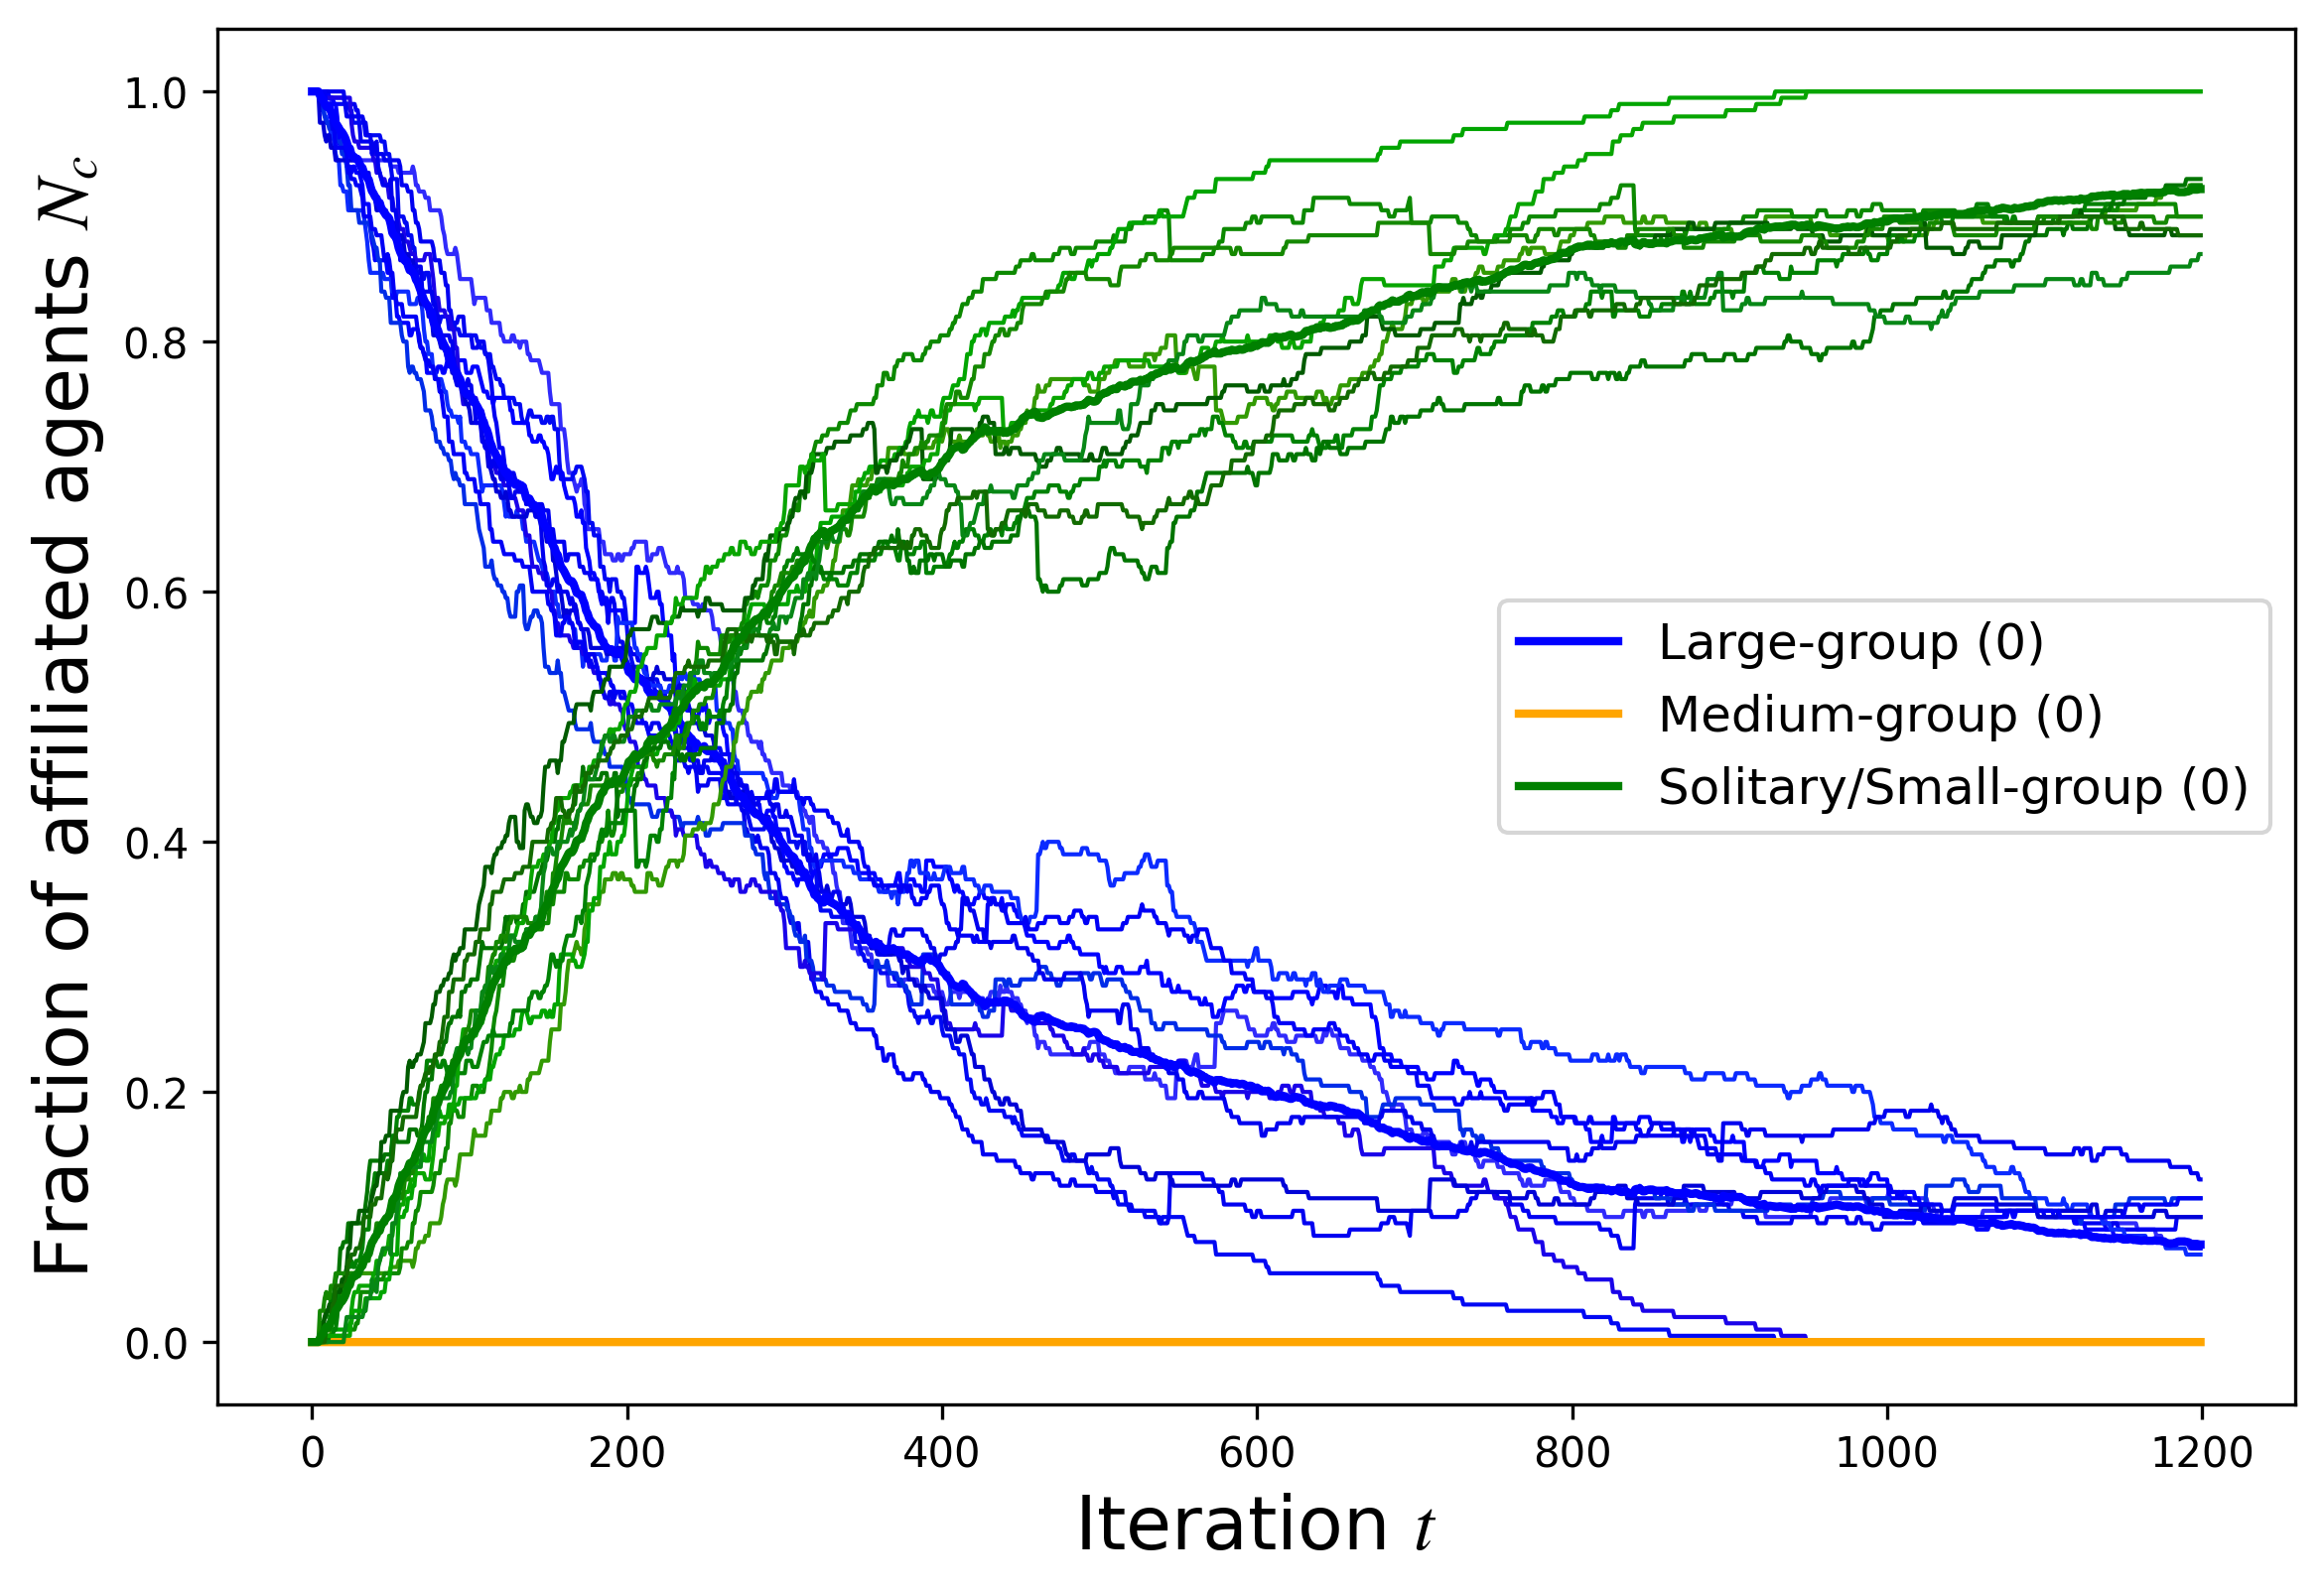 Fraction of affiliated agents N_c
1.0
0.8
0.6
0.4
0.2
0.0
Large-group (0)
Medium-group (0)
Solitary/Small-group (0)
0 200 400 600 800 1000 1200
Iteration t